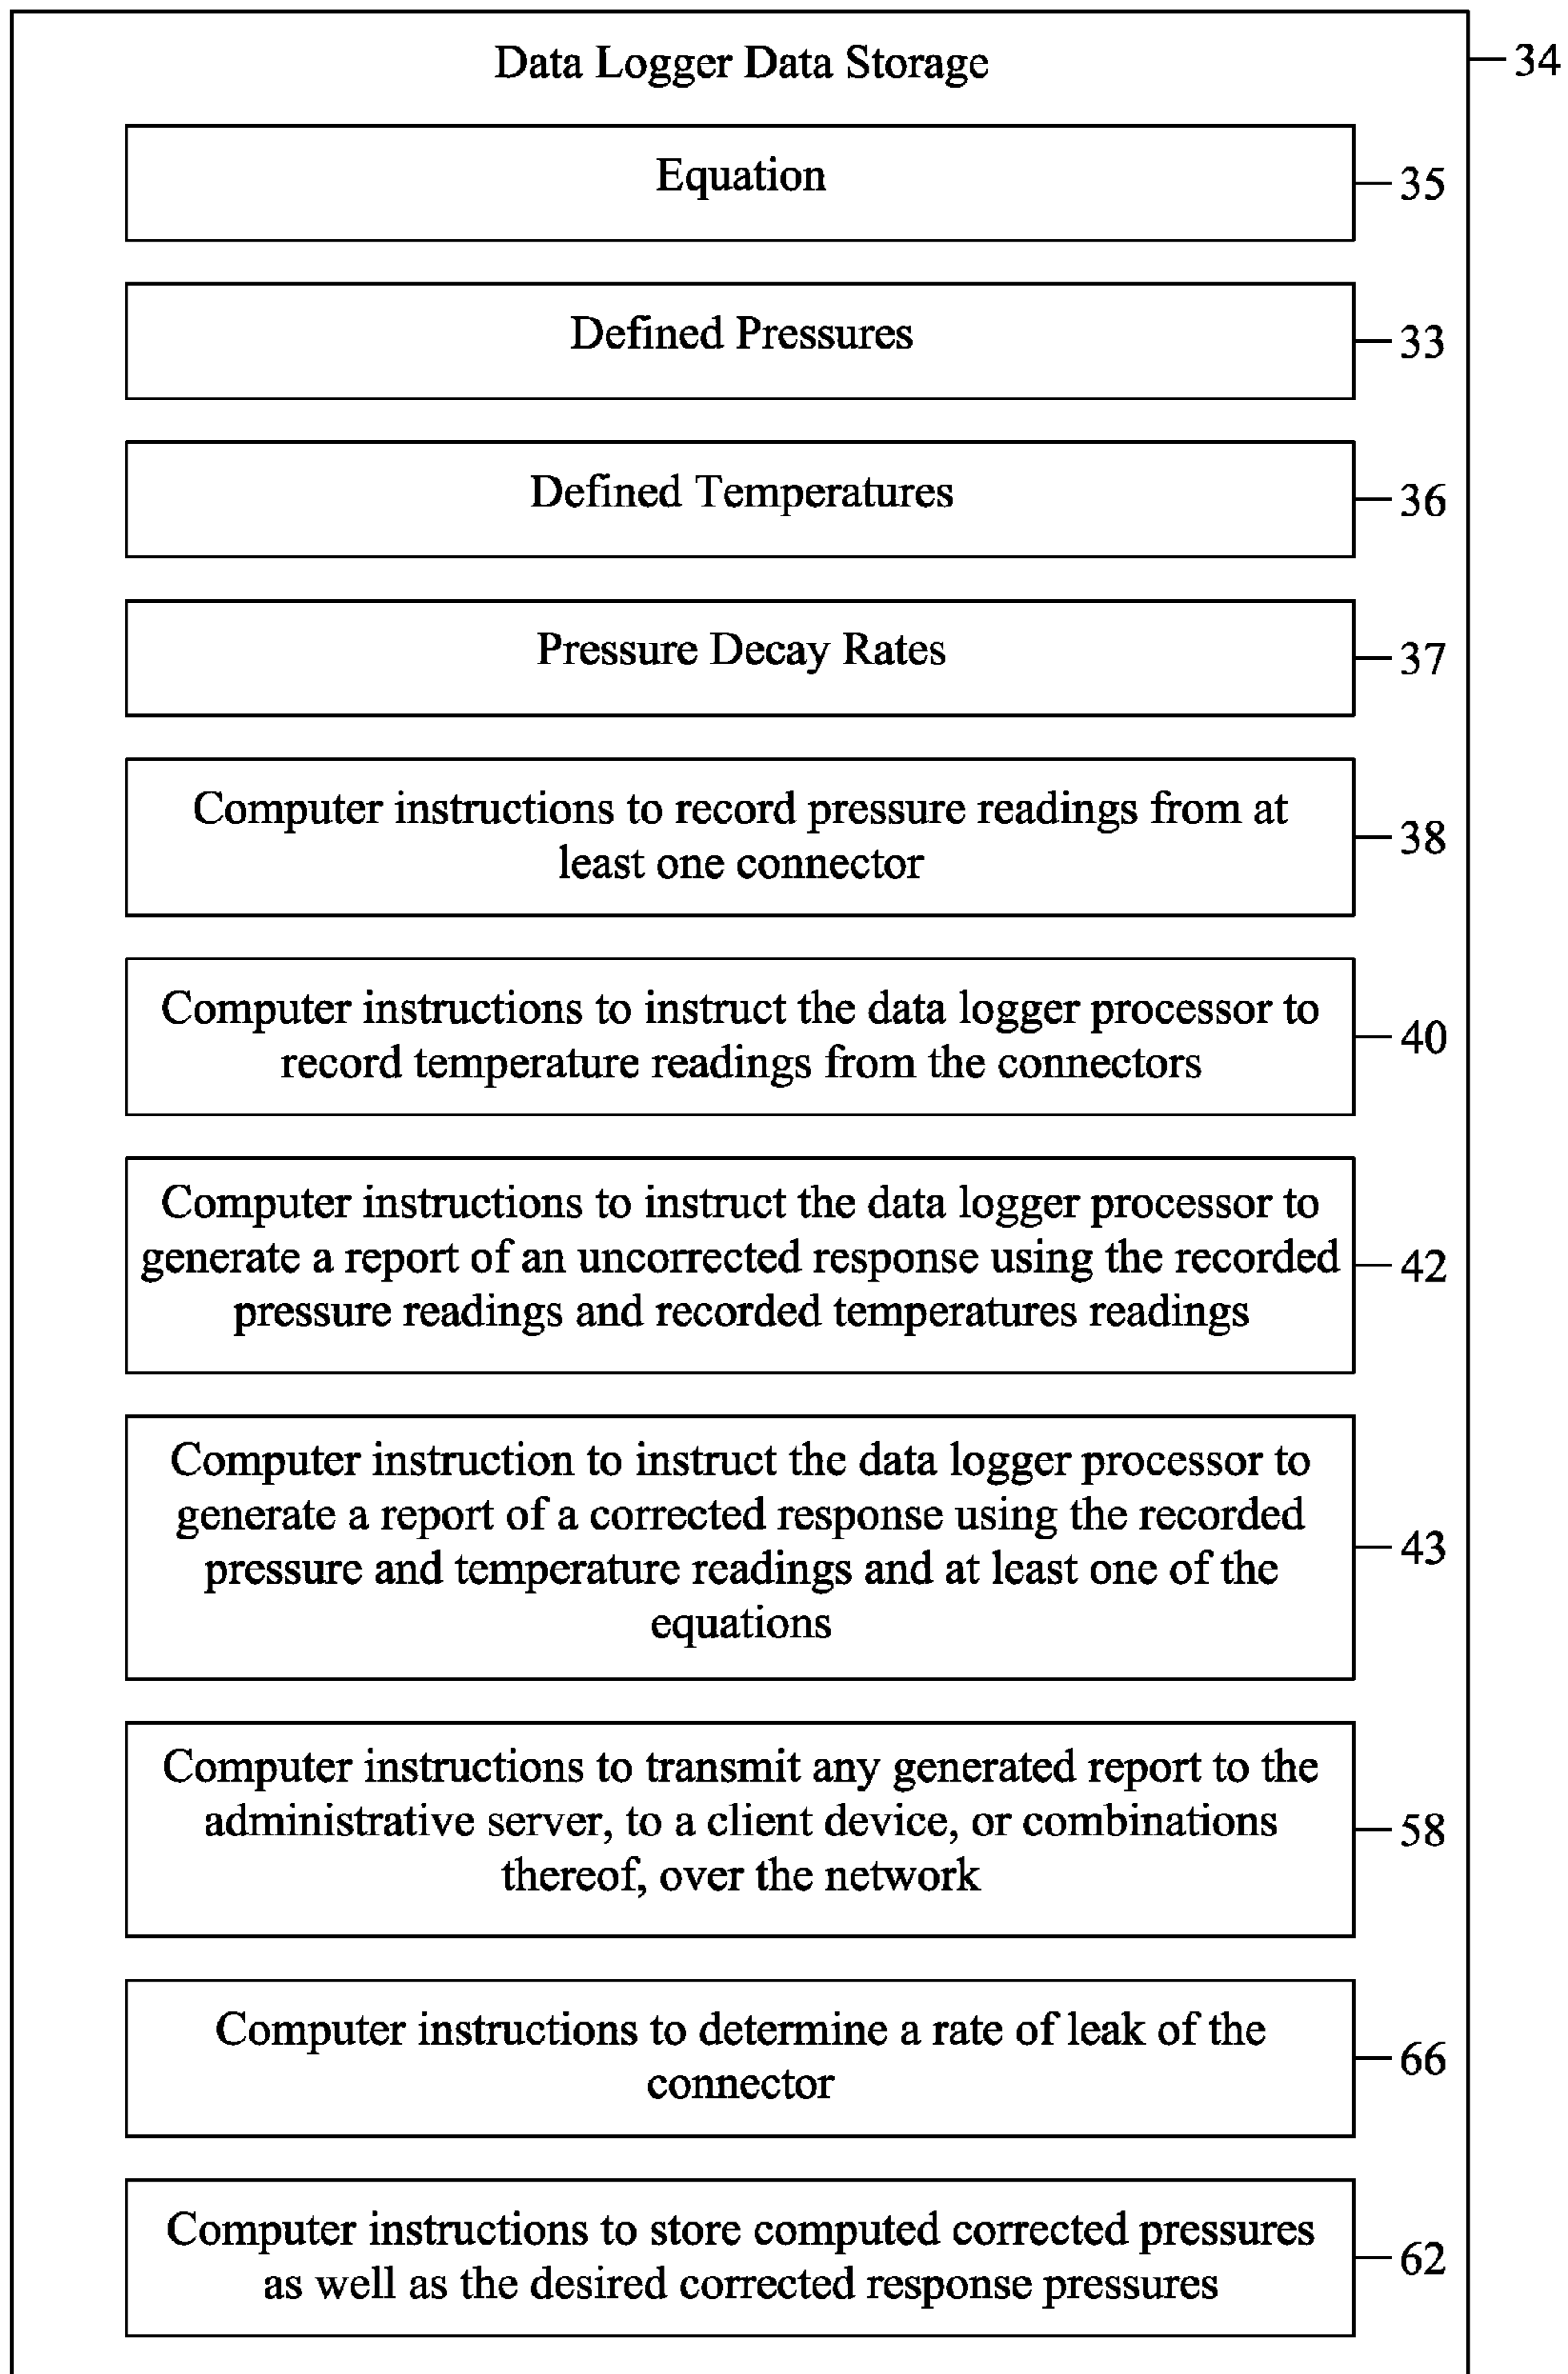 Data Logger Data Storage
34
Equation
35
Defined Pressures
33
Defined Temperatures
36
Pressure Decay Rates
37
Computer instructions to record pressure readings from at
least one connector
38
Computer instructions to instruct the data logger processor to
record temperature readings from the connectors
40
Computer instructions to instruct the data logger processor to
generate a report of an uncorrected response using the recorded
pressure readings and recorded temperatures readings
42
Computer instruction to instruct the data logger processor to
generate a report of a corrected response using the recorded
pressure and temperature readings and at least one of the
equations
43
Computer instructions to transmit any generated report to the
administrative server, to a client device, or combinations
thereof, over the network
58
Computer instructions to determine a rate of leak of the
connector
66
Computer instructions to store computed corrected pressures
as well as the desired corrected response pressures
62